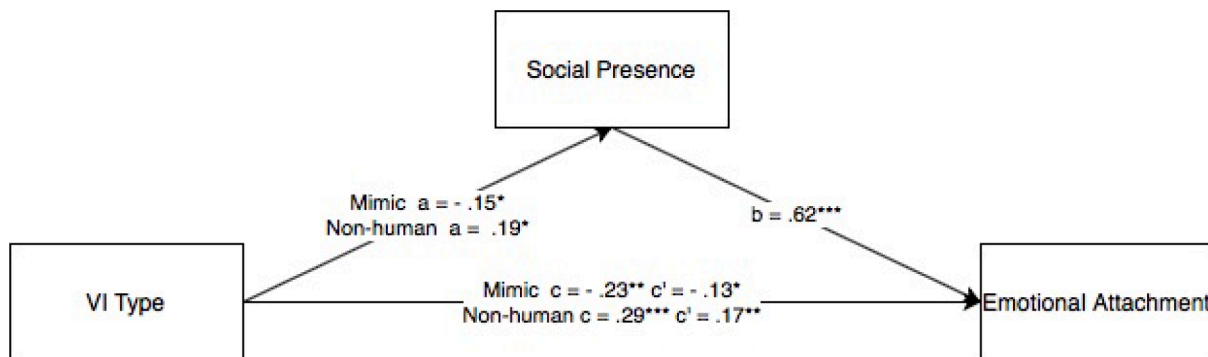 Social Presence
Mimic a = - .15*
Non-human a = .19*
b = .62***
VI Type
Mimic c = - .23** c' = - .13*
Non-human c = .29*** c' = .17**
Emotional Attachment